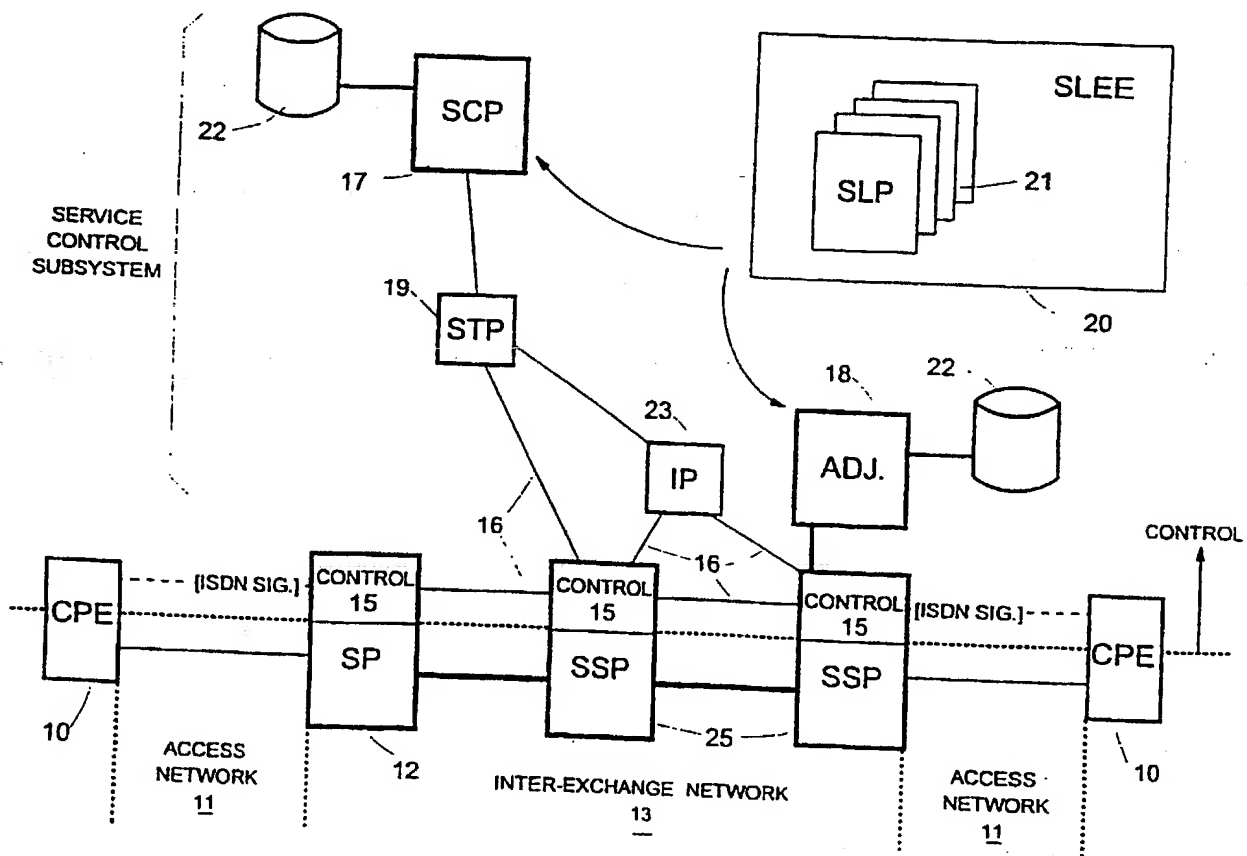 22
SCP
17
SLEE
SLP
21
20
SERVICE
CONTROL
SUBSYSTEM
19
STP
18
22
23
IP
ADJ.
16
16
CONTROL
CPE
[ISDN SIG.]
CONTROL
15
SP
CONTROL
15
SSP
CONTROL
15
SSP
[ISDN SIG.]
CPE
10
12
25
10
ACCESS
NETWORK
11
INTER-EXCHANGE NETWORK
13
ACCESS
NETWORK
11